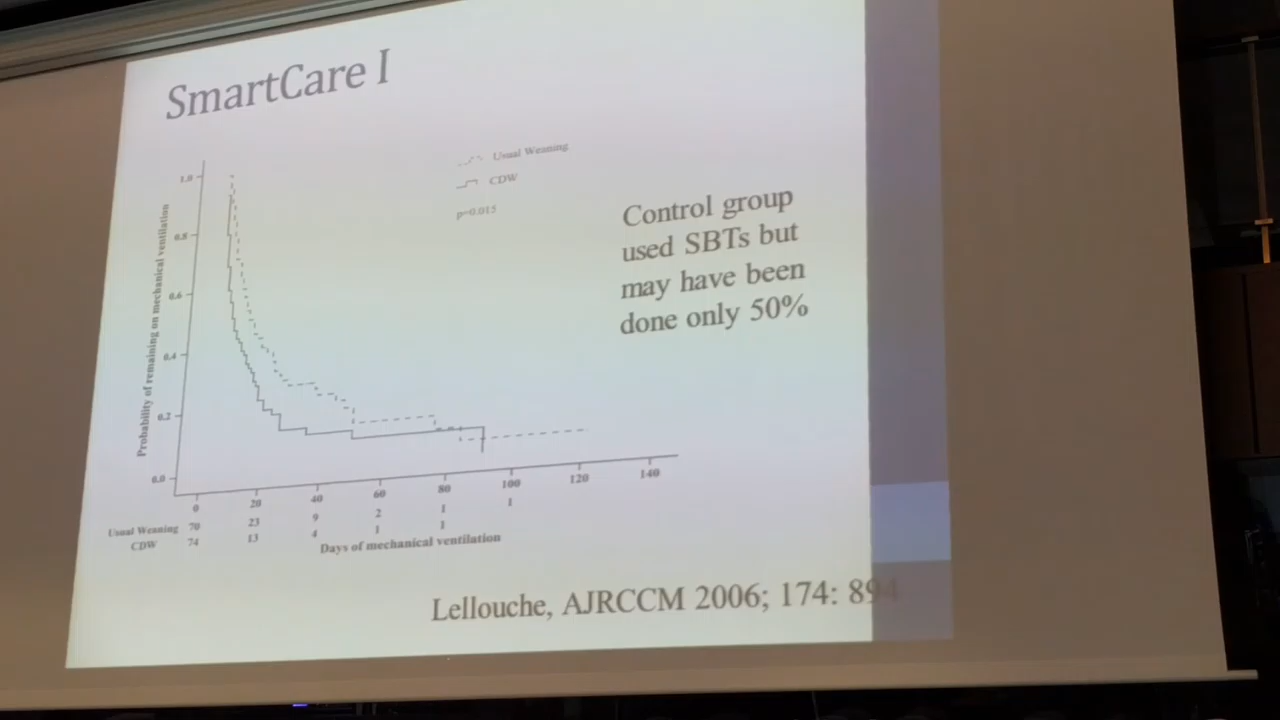 SmartCare I
Usual Weaning
CDW
p=0.015
Control group
used SBTs but
may have been
done only 50%
Probability of remaining on mechanical ventilation
1.0
0.8
0.6
0.4
0.2
0.0
0 20 40 60 80 100 120 140
Usual Weaning 70 23 9 2 1 1
CDW 74 13 4 1 1
Days of mechanical ventilation
Lellouche, AJRCCM 2006; 174: 894